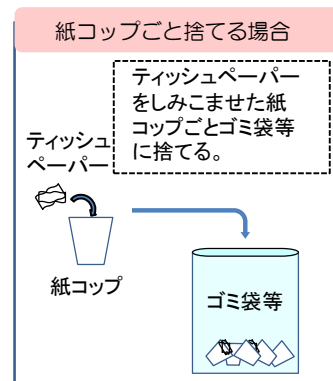 紙コップごと捨てる場合
ティッシュペーパー
をしみこませた紙
コップごとゴミ袋等
に捨てる。
ティッシュ
ペーパー
紙コップ
ゴミ袋等